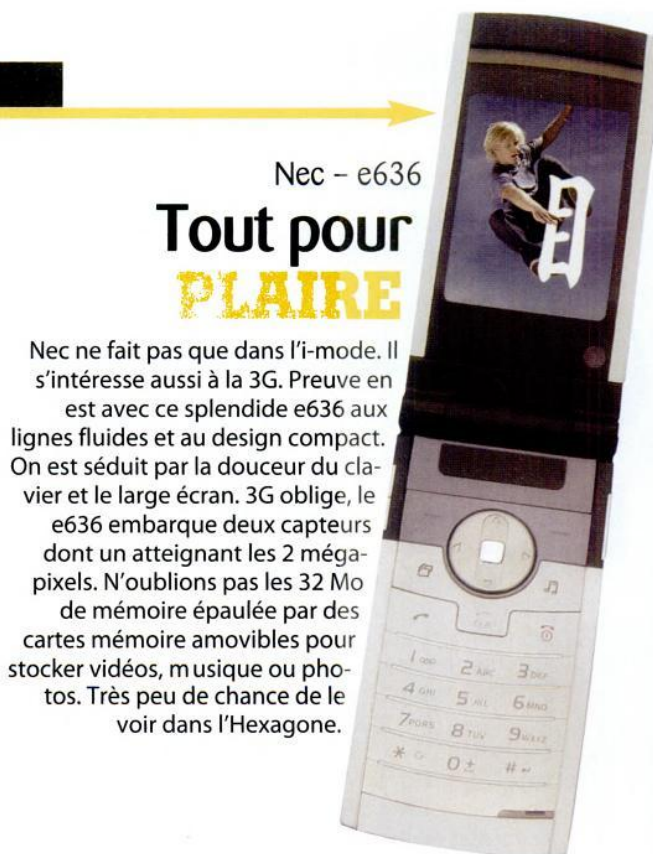 Nec – e636
Tout pour
PLAIRE
Nec ne fait pas que dans l'i-mode. Il
s'intéresse aussi à la 3G. Preuve en
est avec ce splendide e636 aux
lignes fluides et au design compact.
On est séduit par la douceur du cla-
vier et le large écran. 3G oblige, le
e636 embarque deux capteurs
dont un atteignant les 2 méga-
pixels. N'oublions pas les 32 Mo
de mémoire épaulée par des
cartes mémoire amovibles pour
stocker vidéos, musique ou pho-
tos. Très peu de chance de le
voir dans l'Hexagone.
1
2 ABC 3 DEF
4 GHI 5 JKL 6 MNO
7 PQRS 8 TUV 9 WXYZ
* 0 ± #